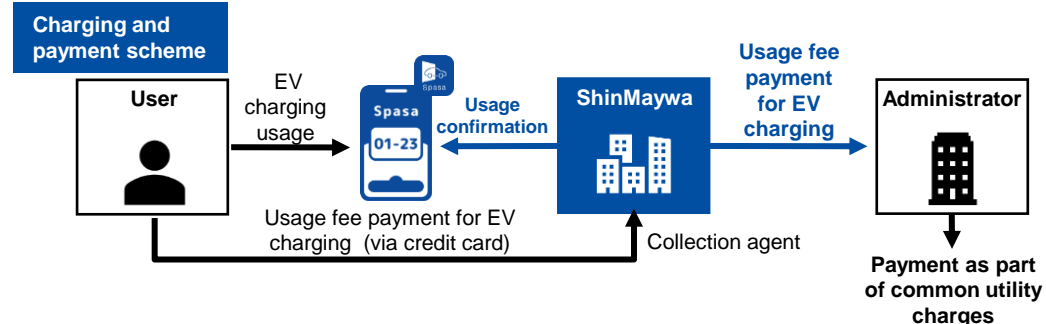 Charging and
payment scheme
User
EV
charging
usage
Spasa
Spasa
01-23
Usage
confirmation
ShinMaywa
Usage fee
payment
for EV
charging
Administrator
Usage fee payment for EV
charging (via credit card)
Collection agent
Payment as part
of common utility
charges